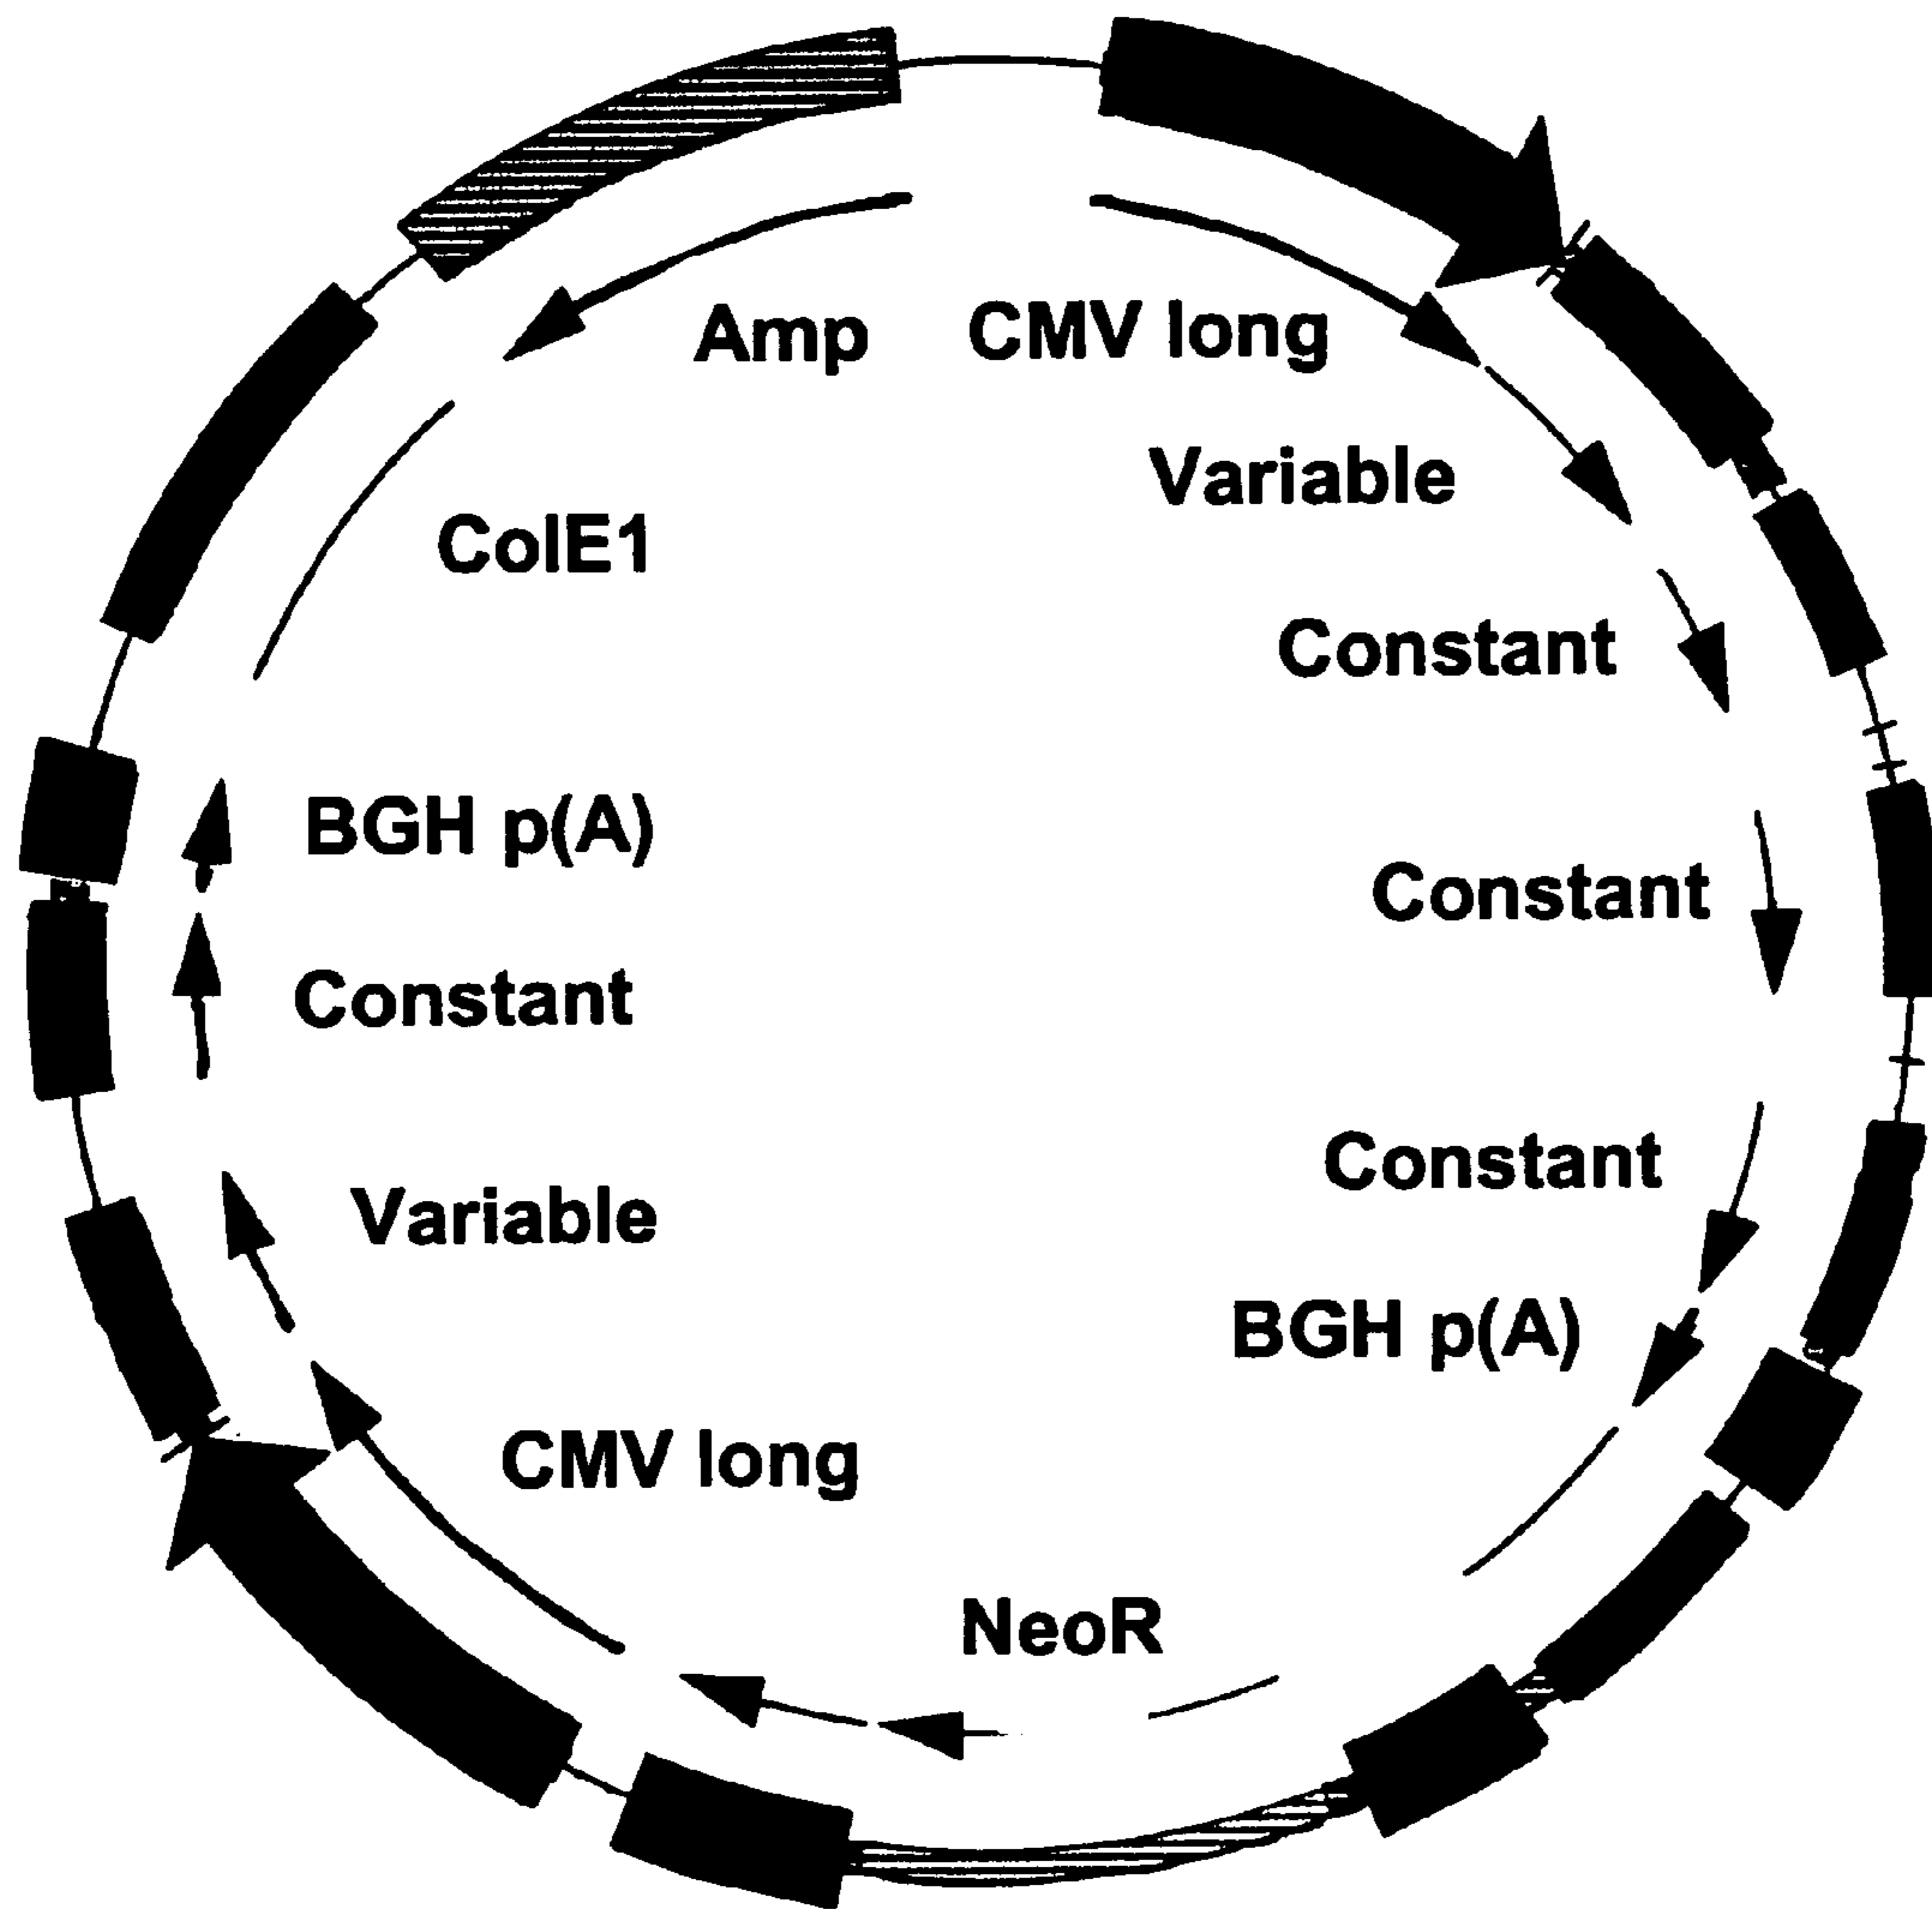 Amp
CMV long
Variable
Constant
Constant
Constant
BGH p(A)
NeoR
CMV long
Variable
Constant
BGH p(A)
ColE1